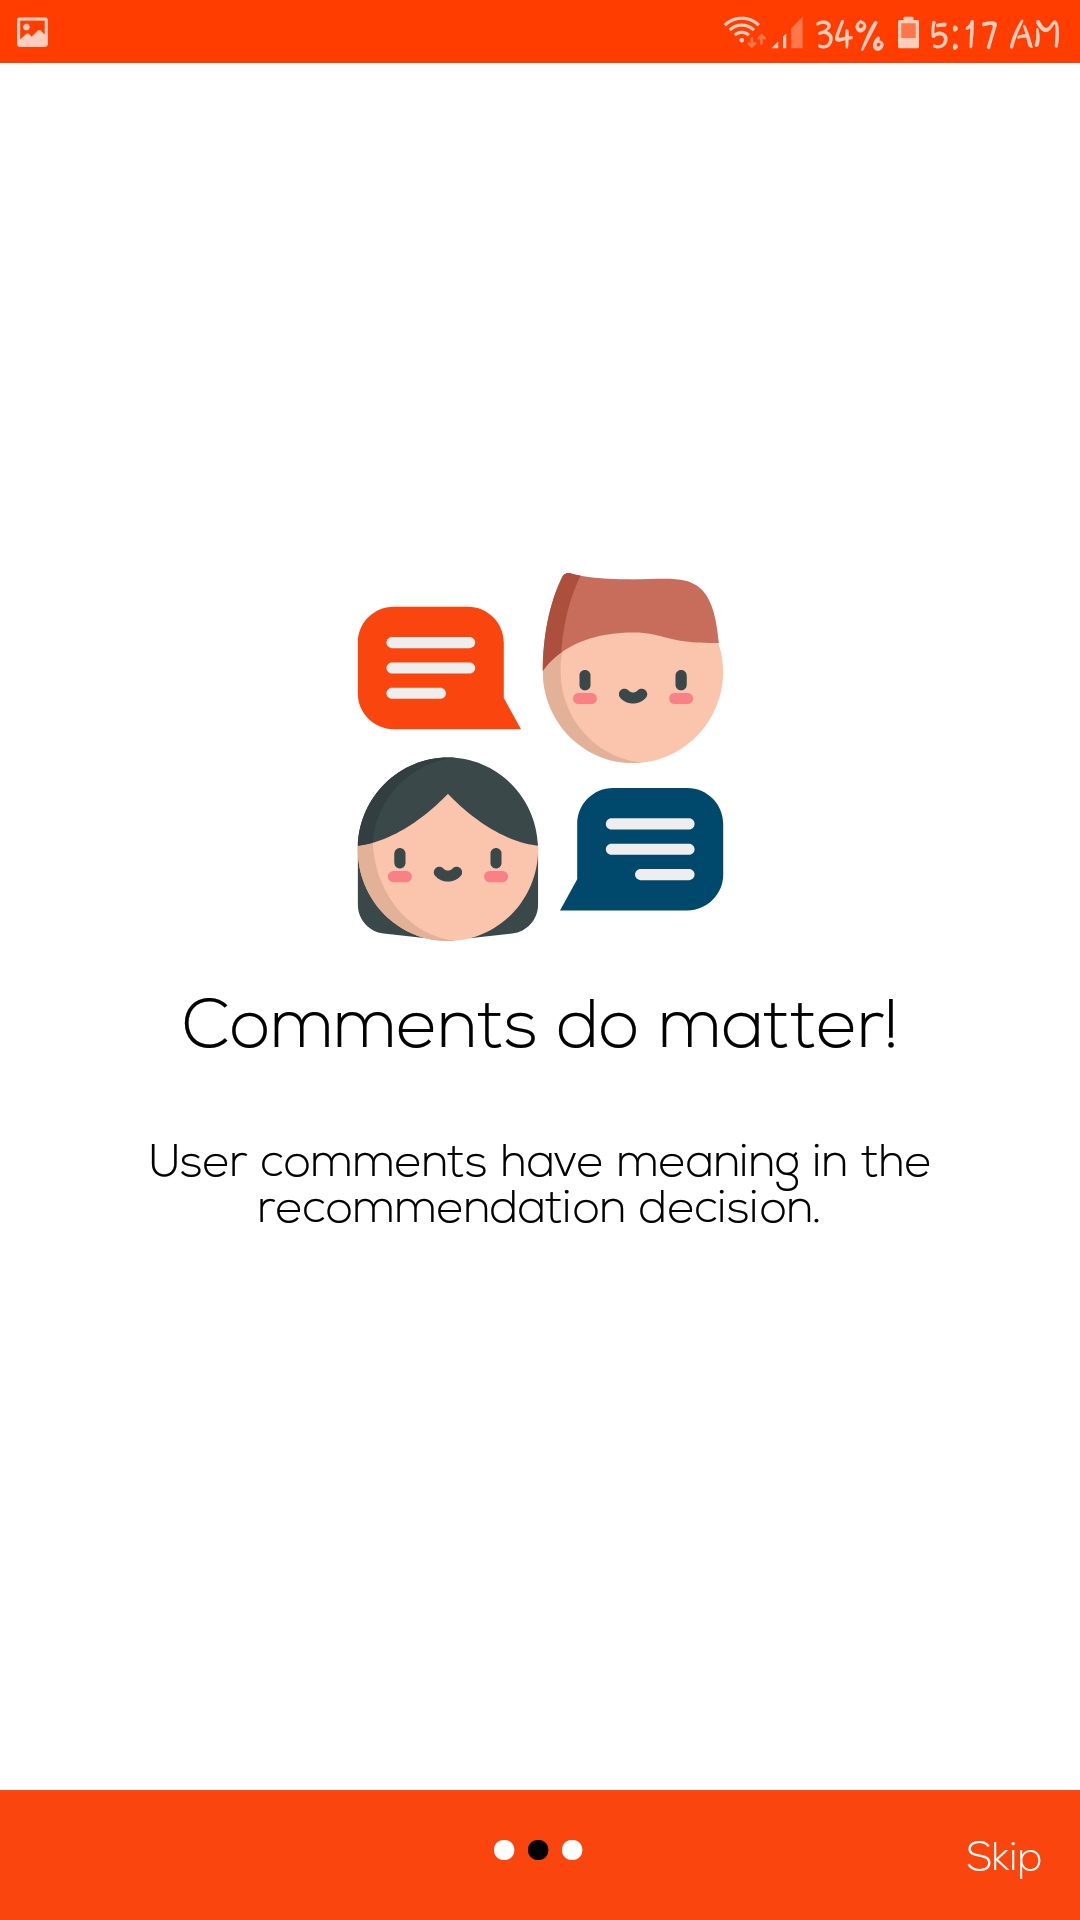 34% 5:17 AM
Comments do matter!
User comments have meaning in the
recommendation decision.
Skip